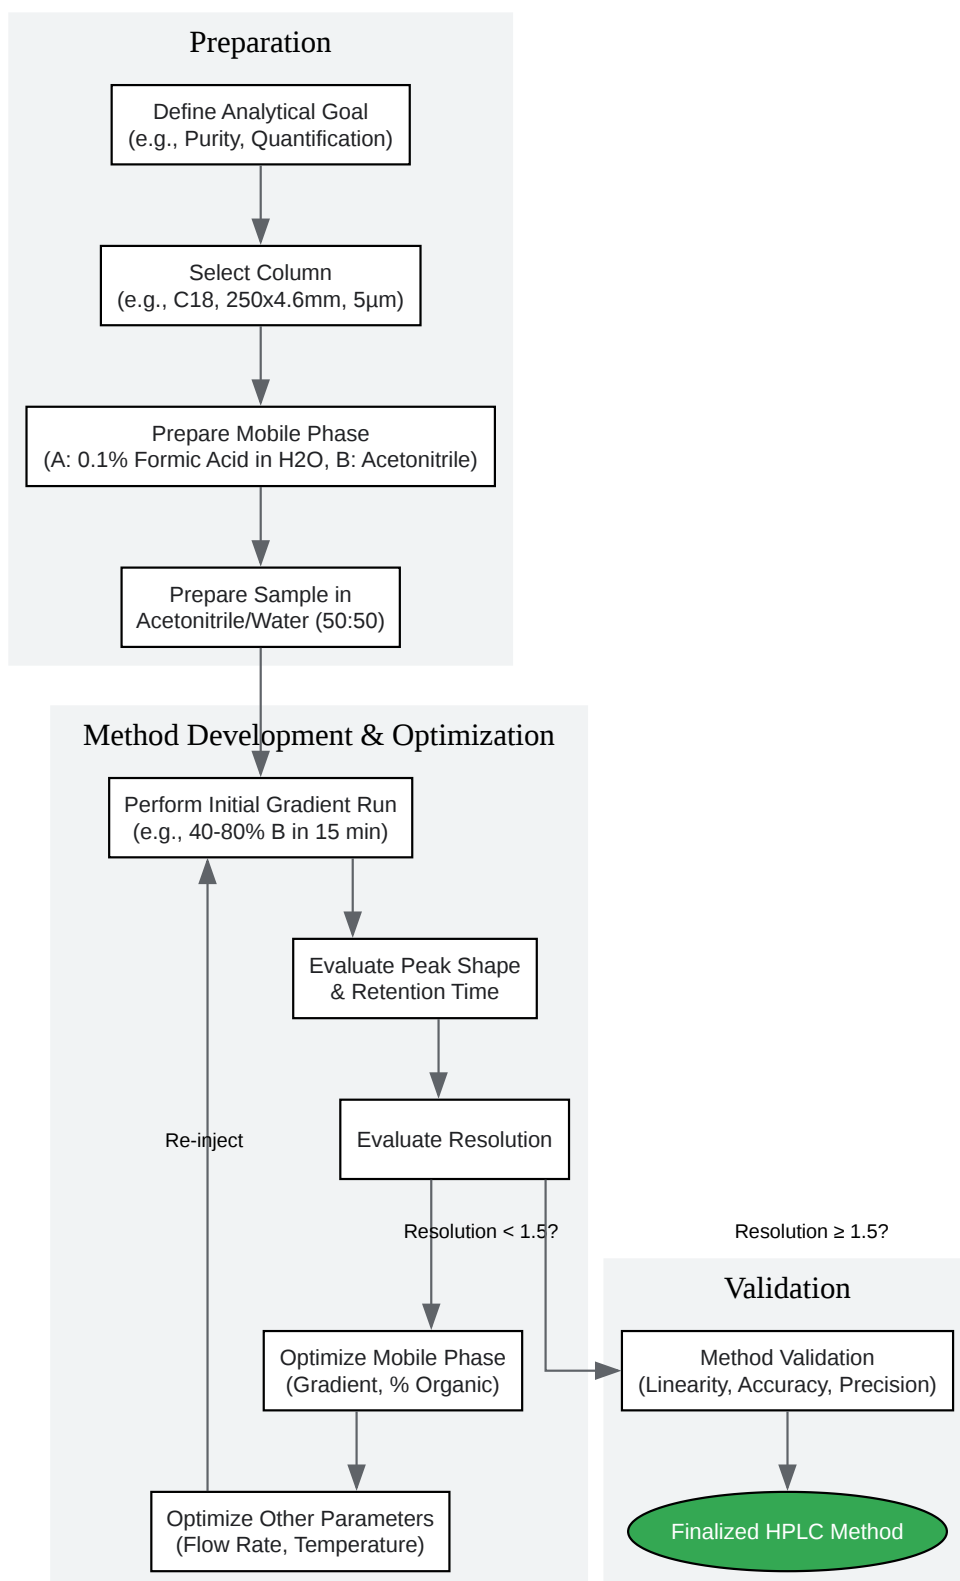 Preparation
Define Analytical Goal
(e.g., Purity, Quantification)
Select Column
(e.g., C18, 250x4.6mm, 5µm)
Prepare Mobile Phase
(A: 0.1% Formic Acid in H2O, B: Acetonitrile)
Prepare Sample in
Acetonitrile/Water (50:50)
Method Development & Optimization
Perform Initial Gradient Run
(e.g., 40-80% B in 15 min)
Evaluate Peak Shape
& Retention Time
Evaluate Resolution
Re-inject
Resolution < 1.5?
Resolution ≥ 1.5?
Optimize Mobile Phase
(Gradient, % Organic)
Optimize Other Parameters
(Flow Rate, Temperature)
Validation
Method Validation
(Linearity, Accuracy, Precision)
Finalized HPLC Method